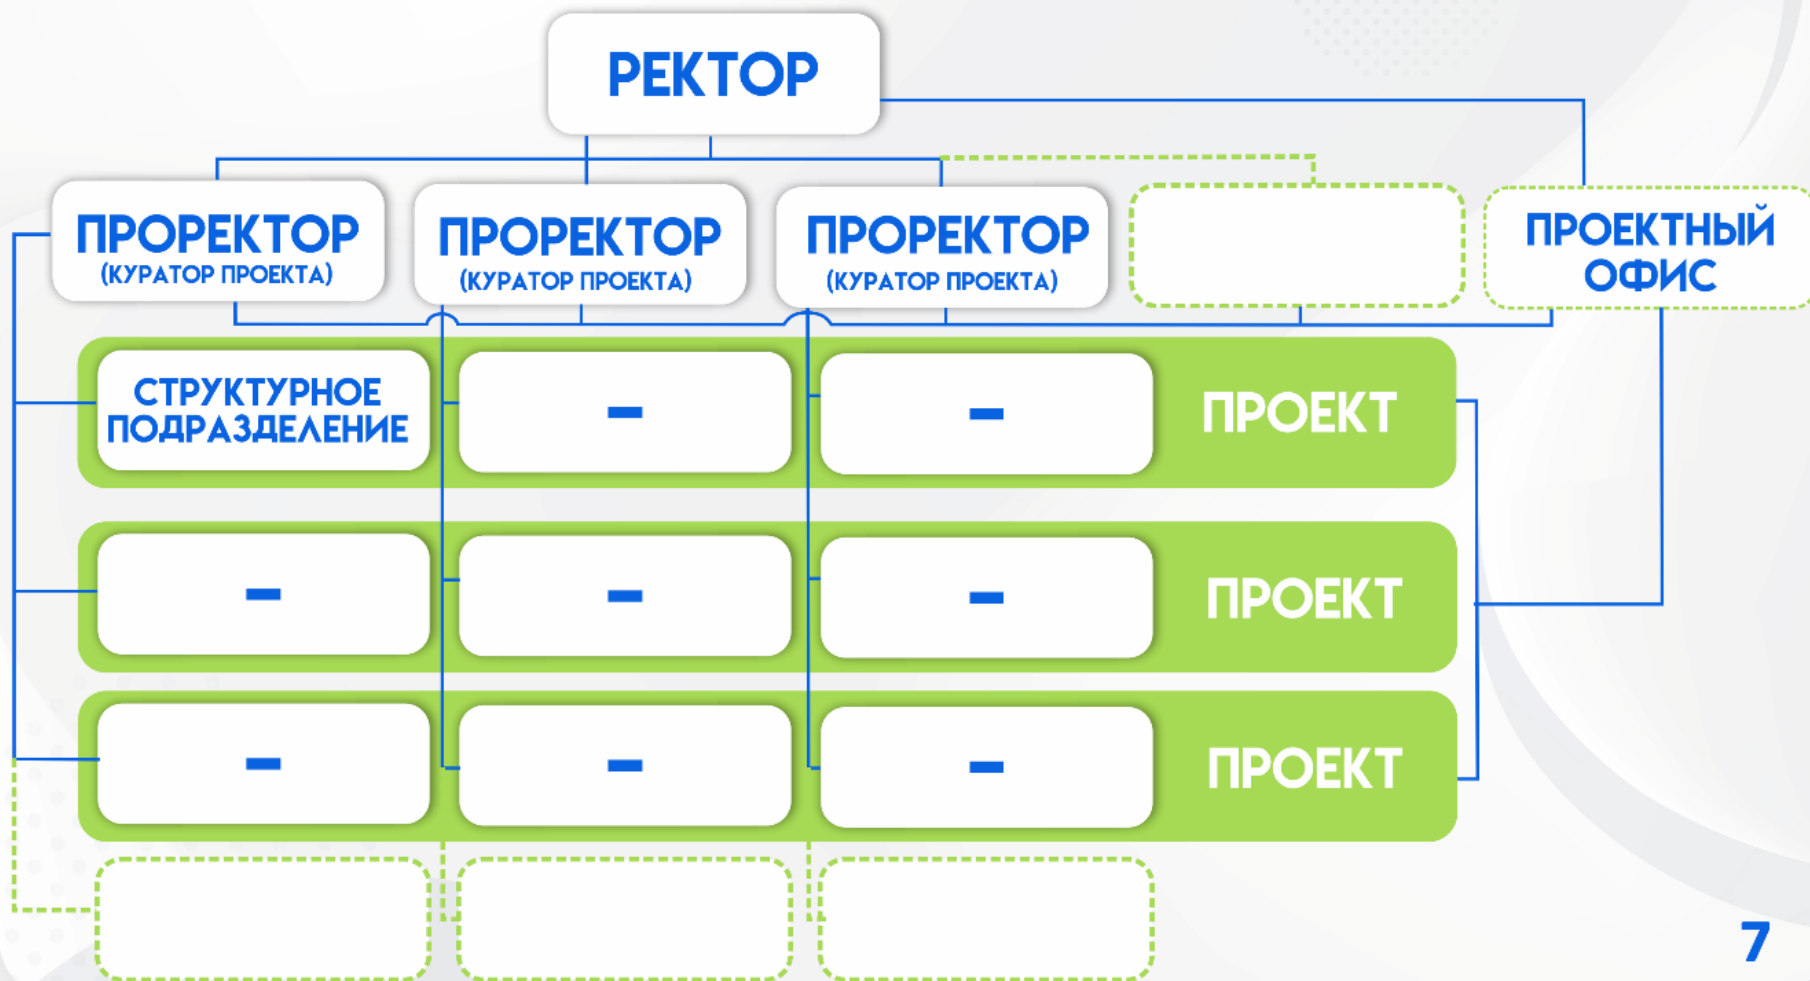 РЕКТОР
ПРОРЕКТОР
(КУРАТОР ПРОЕКТА)
ПРОРЕКТОР
(КУРАТОР ПРОЕКТА)
ПРОРЕКТОР
(КУРАТОР ПРОЕКТА)
ПРОЕКТНЫЙ
ОФИС
СТРУКТУРНОЕ
ПОДРАЗДЕЛЕНИЕ
-
-
ПРОЕКТ
-
-
-
ПРОЕКТ
-
-
-
ПРОЕКТ
7